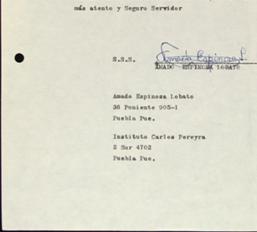 más atento y Seguro Servidor
S.S.S.
Amado Espinosa L.
AMADO ESPINOSA LOBATO
Amado Espinosa Lobato
36 Poniente 905-1
Puebla Pue.
Instituto Carlos Pereyra
2 Sur 4702
Puebla Pue.